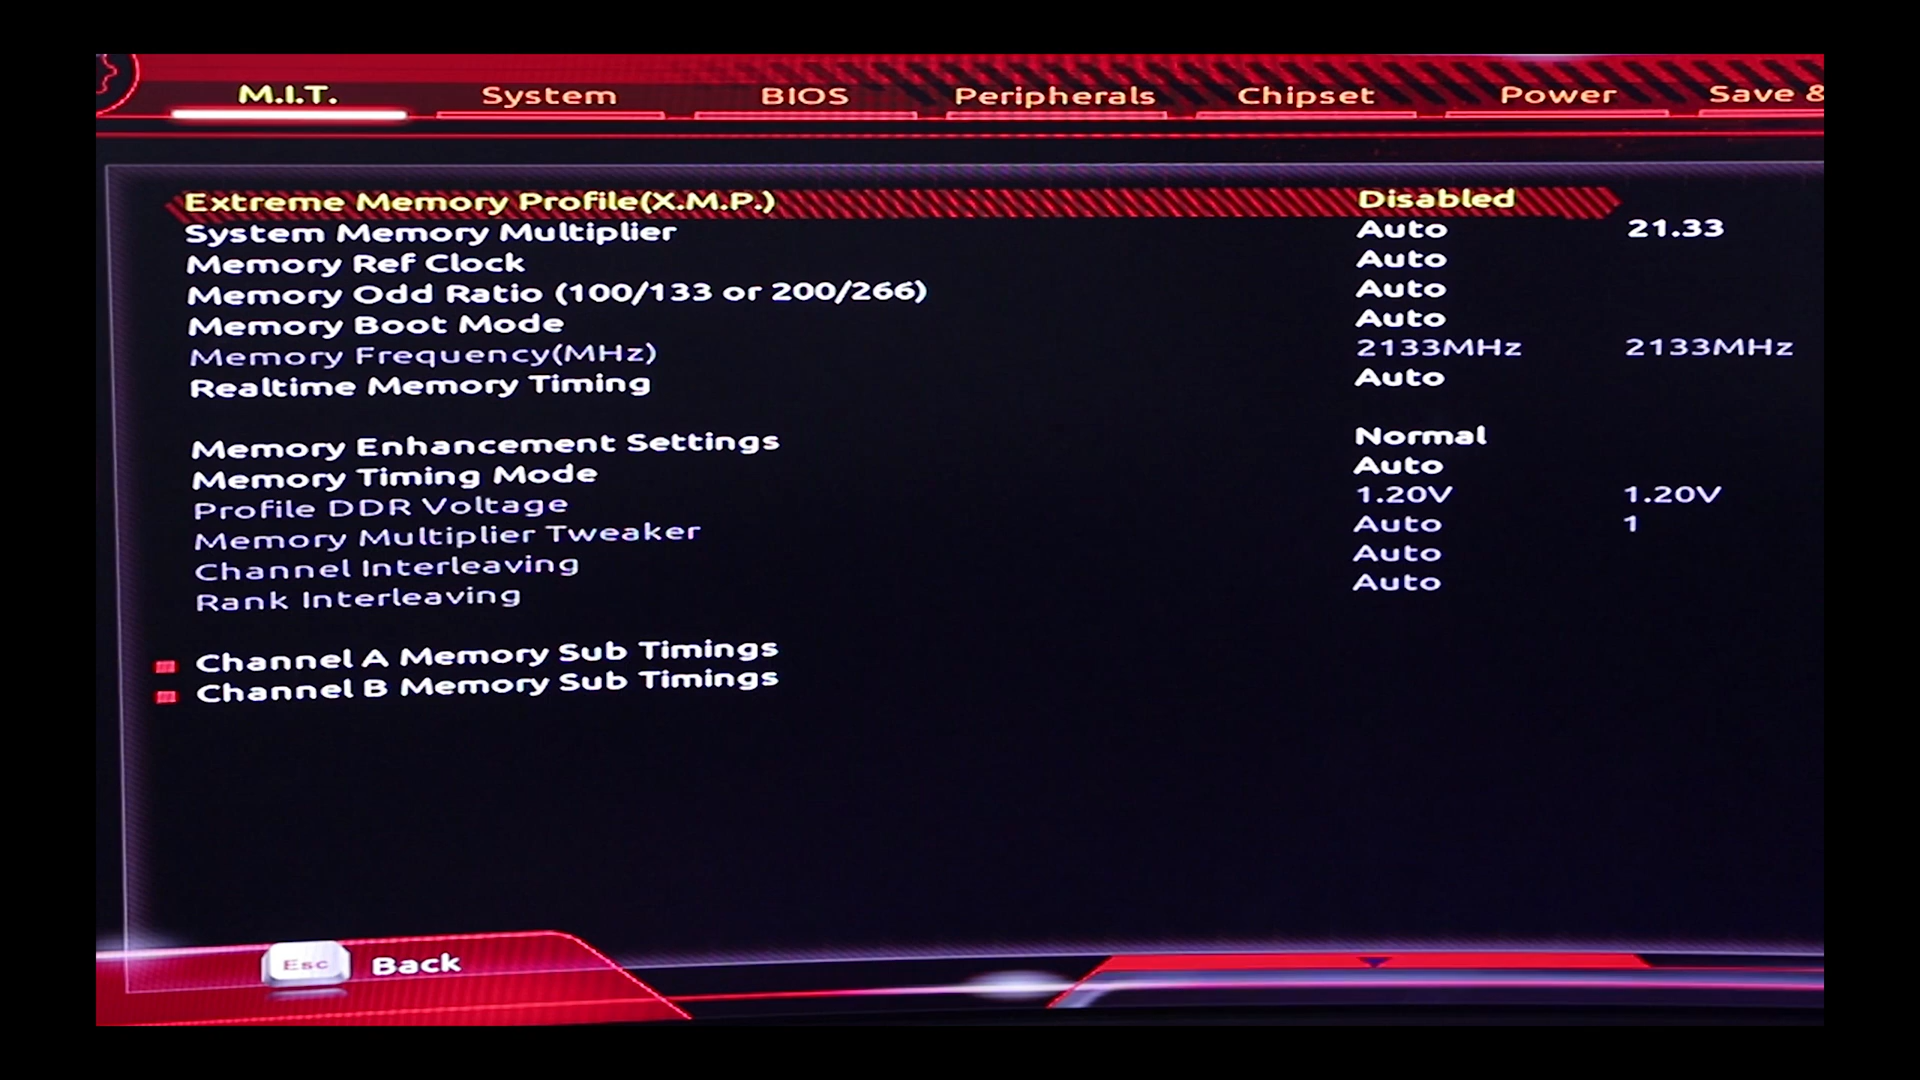 M.I.T. System BIOS Peripherals Chipset Power Save &
Extreme Memory Profile(X.M.P.) Disabled
System Memory Multiplier Auto 21.33
Memory Ref Clock Auto
Memory Odd Ratio (100/133 or 200/266) Auto
Memory Boot Mode Auto
Memory Frequency(MHz) 2133MHz 2133MHz
Realtime Memory Timing Auto
Memory Enhancement Settings Normal
Memory Timing Mode Auto
Profile DDR Voltage 1.20V 1.20V
Memory Multiplier Tweaker Auto 1
Channel Interleaving Auto
Rank Interleaving Auto
Channel A Memory Sub Timings
Channel B Memory Sub Timings
Esc Back